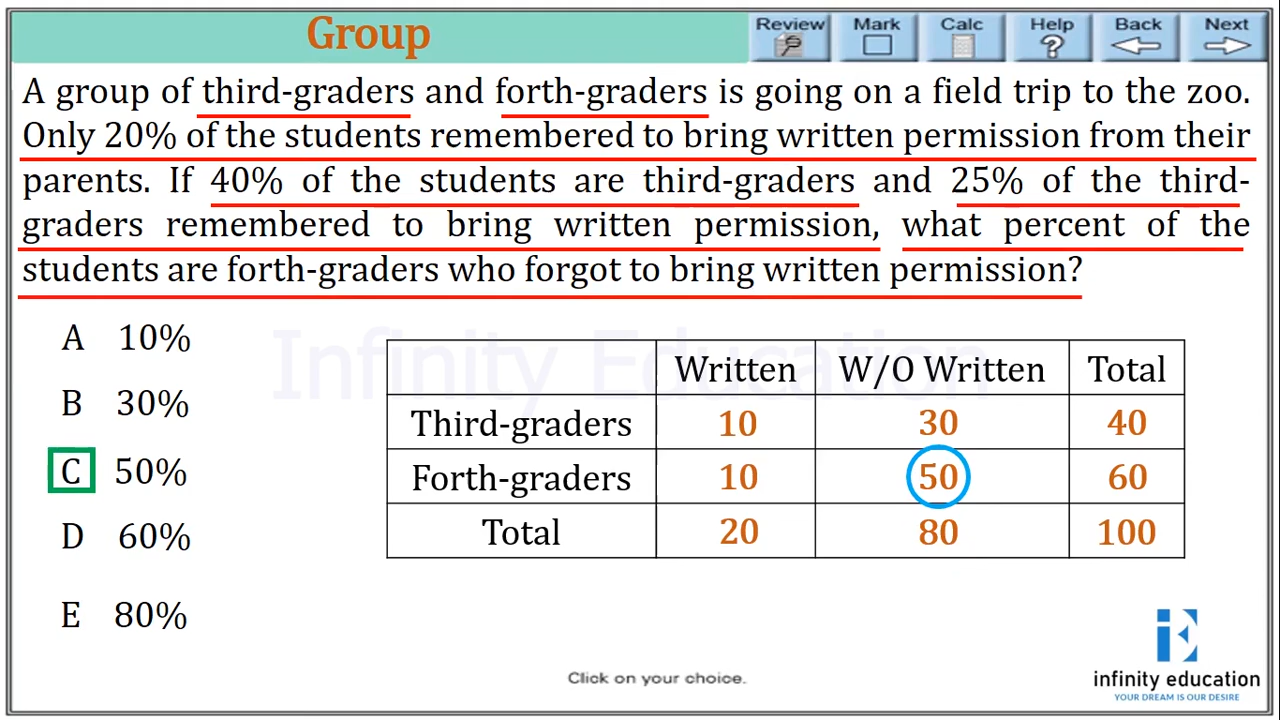 Group
Review Mark Calc Help Back Next
A group of third-graders and forth-graders is going on a field trip to the zoo.
Only 20% of the students remembered to bring written permission from their
parents. If 40% of the students are third-graders and 25% of the third-
graders remembered to bring written permission, what percent of the
students are forth-graders who forgot to bring written permission?
A 10%
B 30%
C 50%
D 60%
E 80%
Infinity Education
Written W/O Written Total
Third-graders 10 30 40
Forth-graders 10 50 60
Total 20 80 100
Click on your choice.
iE
infinity education
YOUR DREAM IS OUR DESIRE